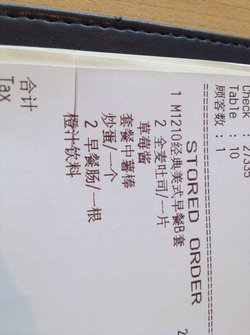 Check 27335
Table : 10
顾客数 : 1
STORED ORDER
1 M1210经典美式早餐B套
2 全麦吐司/一片
草莓酱
套餐中薯棒
炒蛋/一个
2 早餐肠/一根
橙汁饮料
合计
Tax